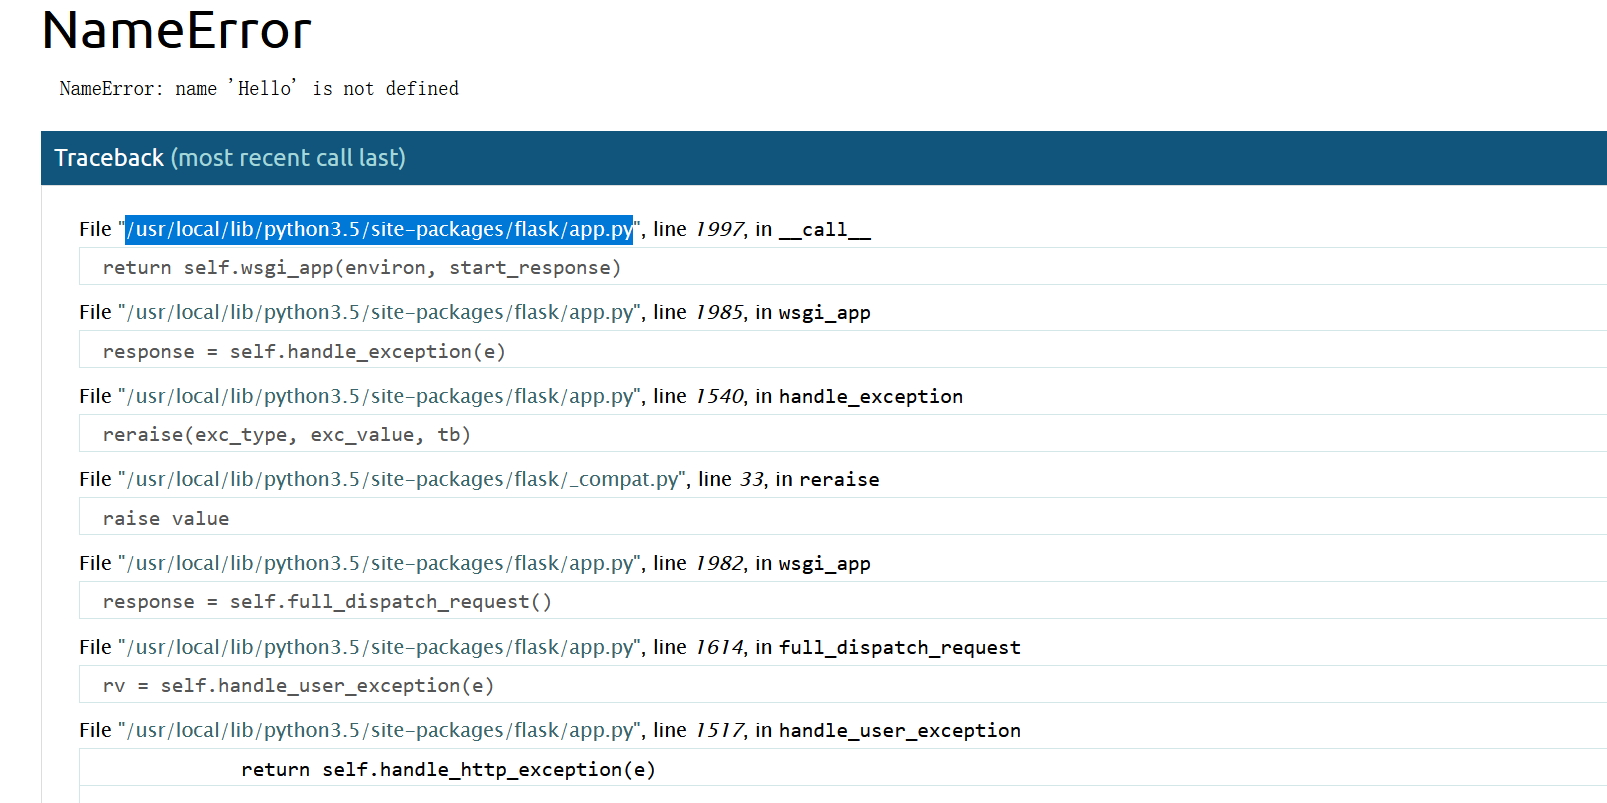 NameError
NameError: name 'Hello' is not defined
Traceback (most recent call last)
File "/usr/local/lib/python3.5/site-packages/flask/app.py", line 1997, in __call__
return self.wsgi_app(environ, start_response)
File "/usr/local/lib/python3.5/site-packages/flask/app.py", line 1985, in wsgi_app
response = self.handle_exception(e)
File "/usr/local/lib/python3.5/site-packages/flask/app.py", line 1540, in handle_exception
reraise(exc_type, exc_value, tb)
File "/usr/local/lib/python3.5/site-packages/flask/_compat.py", line 33, in reraise
raise value
File "/usr/local/lib/python3.5/site-packages/flask/app.py", line 1982, in wsgi_app
response = self.full_dispatch_request()
File "/usr/local/lib/python3.5/site-packages/flask/app.py", line 1614, in full_dispatch_request
rv = self.handle_user_exception(e)
File "/usr/local/lib/python3.5/site-packages/flask/app.py", line 1517, in handle_user_exception
return self.handle_http_exception(e)